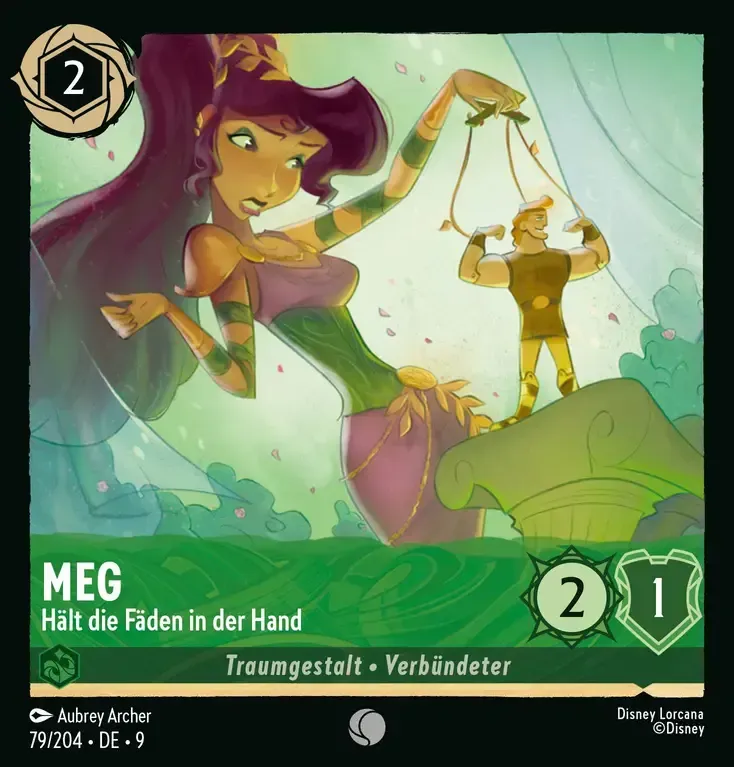 2
MEG
Hält die Fäden in der Hand
2
1
Traumgestalt • Verbündeter
Aubrey Archer
79/204 • DE • 9
Disney Lorcana
©Disney